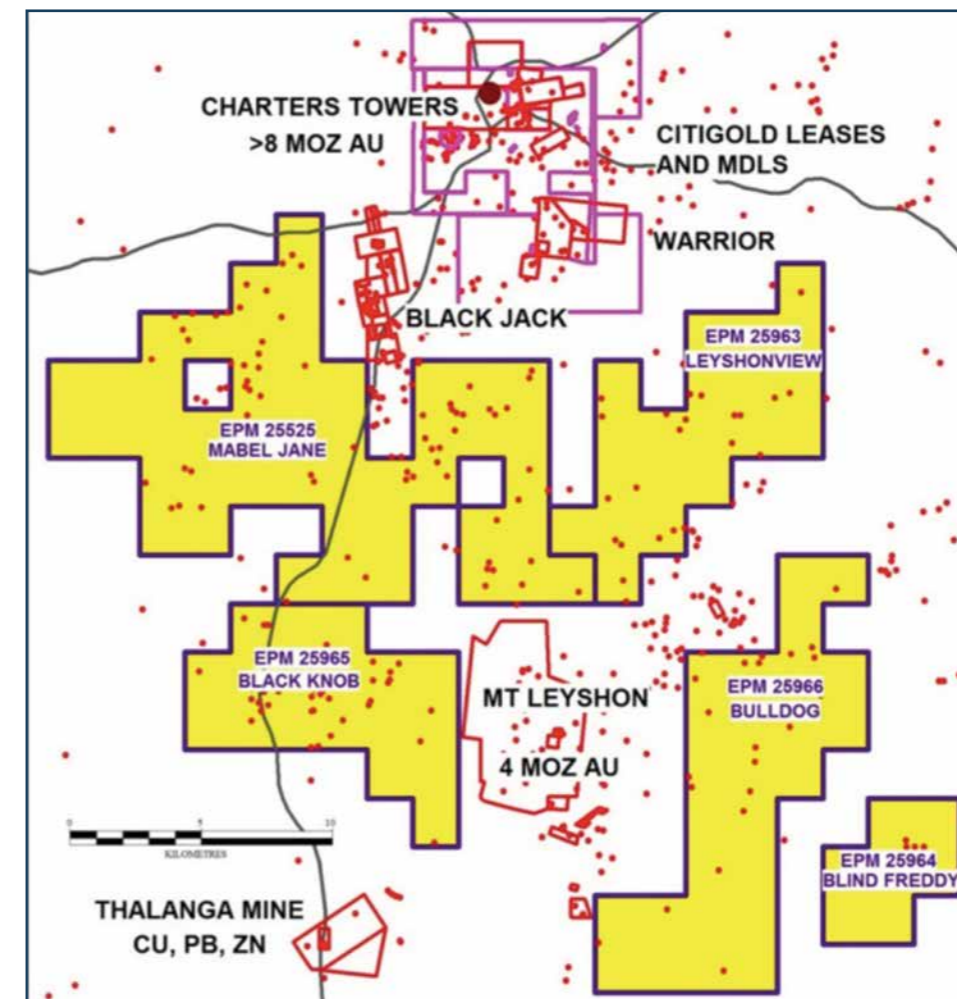 CHARTERS TOWERS
>8 MOZ AU
CITIGOLD LEASES
AND MDLS
WARRIOR
BLACK JACK
EPM 25963
LEYSHONVIEW
EPM 25525
MABEL JANE
EPM 25965
BLACK KNOB
EPM 25966
BULLDOG
MT LEYSHON
4 MOZ AU
0 5 10
KILOMETRES
EPM 25964
BLIND FREDDY
THALANGA MINE
CU, PB, ZN